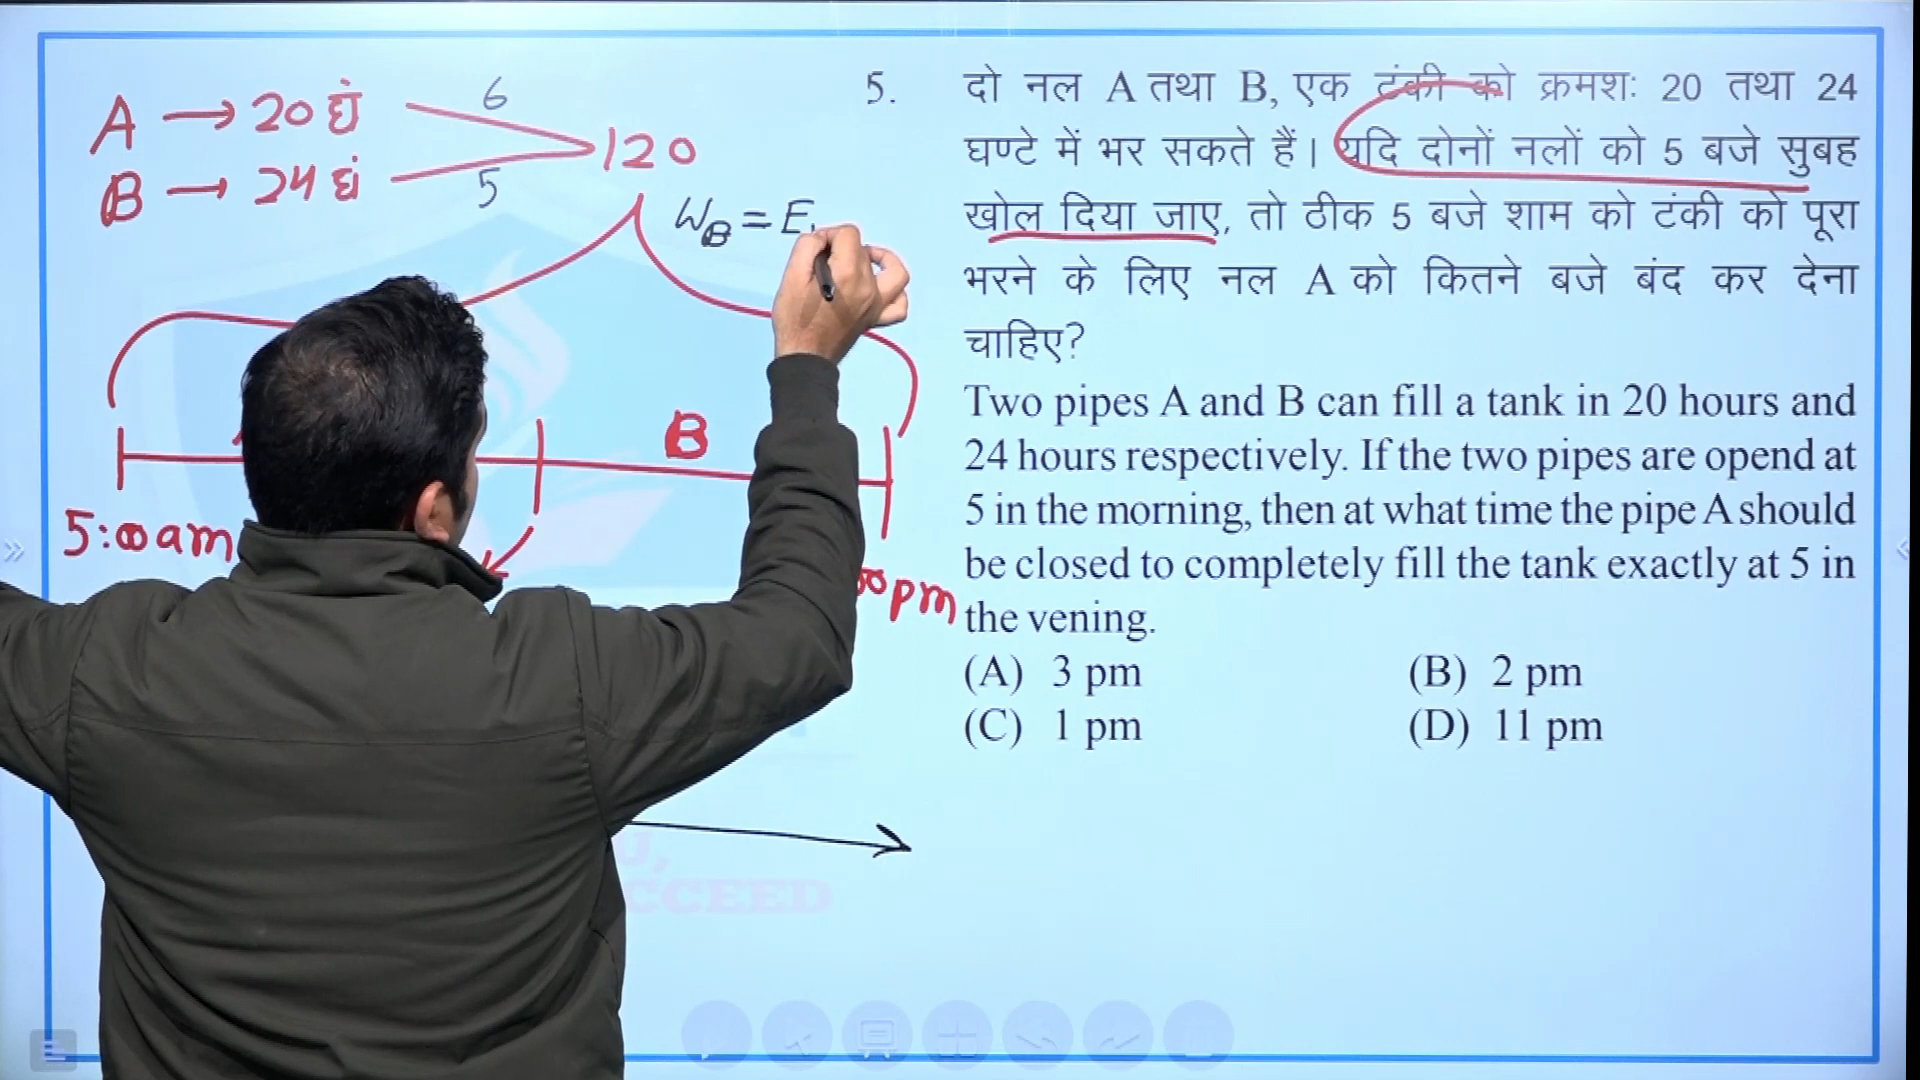 A → 20 घं 6
120
B → 24 घं 5
W_B = E
B
5:00am
00pm
5. दो नल A तथा B, एक टंकी को क्रमशः 20 तथा 24
घण्टे में भर सकते हैं। यदि दोनों नलों को 5 बजे सुबह
खोल दिया जाए, तो ठीक 5 बजे शाम को टंकी को पूरा
भरने के लिए नल A को कितने बजे बंद कर देना
चाहिए?
Two pipes A and B can fill a tank in 20 hours and
24 hours respectively. If the two pipes are opend at
5 in the morning, then at what time the pipe A should
be closed to completely fill the tank exactly at 5 in
the vening.
(A) 3 pm (B) 2 pm
(C) 1 pm (D) 11 pm
U,
CCEED